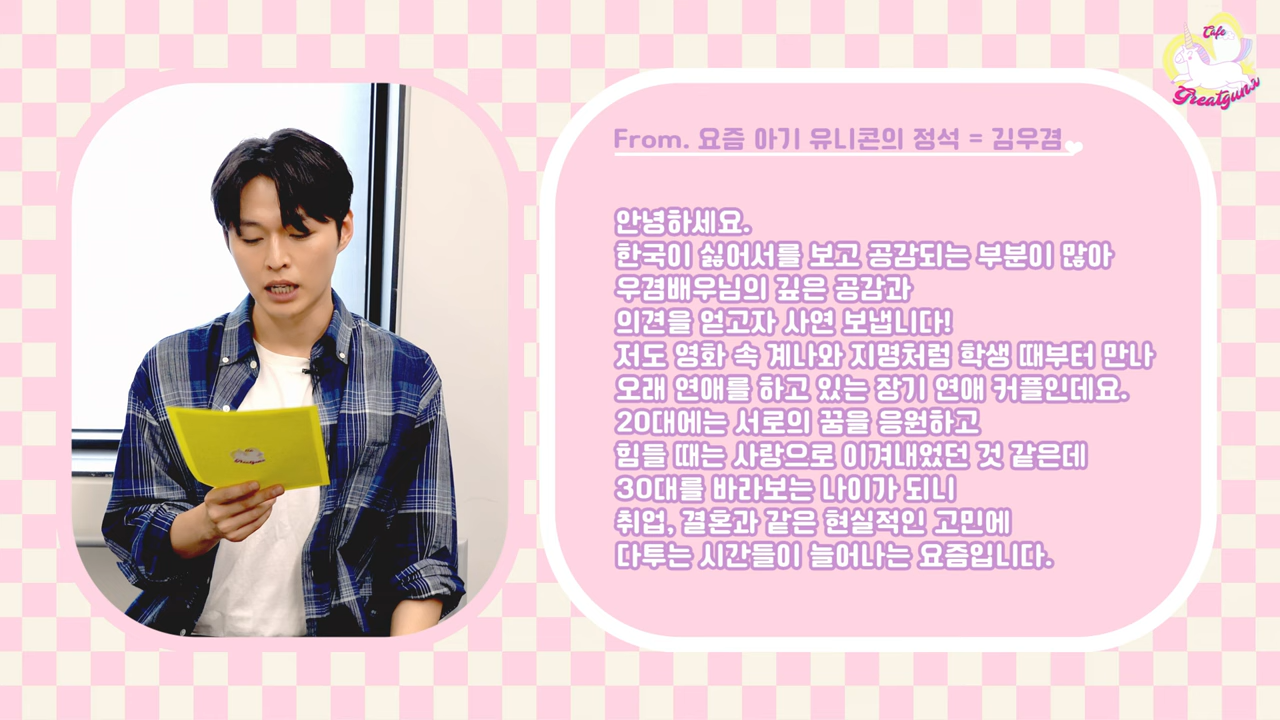 Cafe
Greatgunx
From. 요즘 아기 유니콘의 정석 = 김우겸
안녕하세요.
한국이 싫어서를 보고 공감되는 부분이 많아
우겸배우님의 깊은 공감과
의견을 얻고자 사연 보냅니다!
저도 영화 속 계나와 지명처럼 학생 때부터 만나
오래 연애를 하고 있는 장기 연애 커플인데요.
20대에는 서로의 꿈을 응원하고
힘들 때는 사랑으로 이겨내었던 것 같은데
30대를 바라보는 나이가 되니
취업, 결혼과 같은 현실적인 고민에
다투는 시간들이 늘어나는 요즘입니다.